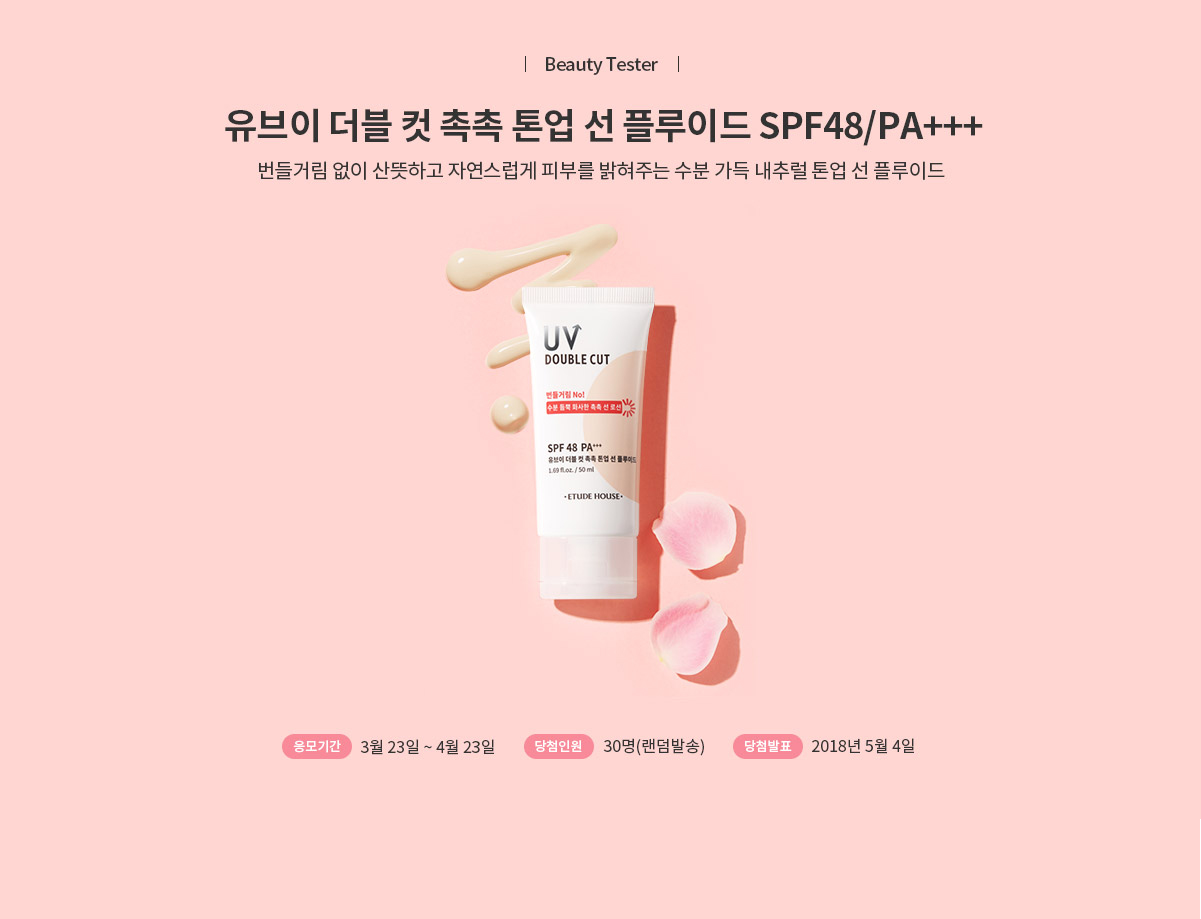 Beauty Tester
유브이 더블 컷 촉촉 톤업 선 플루이드 SPF48/PA+++
번들거림 없이 산뜻하고 자연스럽게 피부를 밝혀주는 수분 가득 내추럴 톤업 선 플루이드
UV
DOUBLE CUT
번들거림 No!
수분 듬뿍 화사한 촉촉 선 로션
SPF 48 PA+++
유브이 더블 컷 촉촉 톤업 선 플루이드
1.69 fl.oz. / 50 ml
·ETUDE HOUSE·
응모기간 3월 23일 ~ 4월 23일 당첨인원 30명(랜덤발송) 당첨발표 2018년 5월 4일